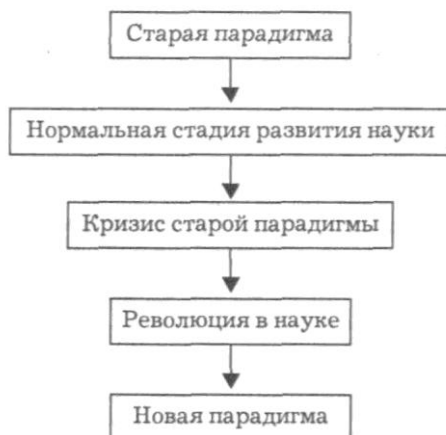 Старая парадигма
Нормальная стадия развития науки
Кризис старой парадигмы
Революция в науке
Новая парадигма